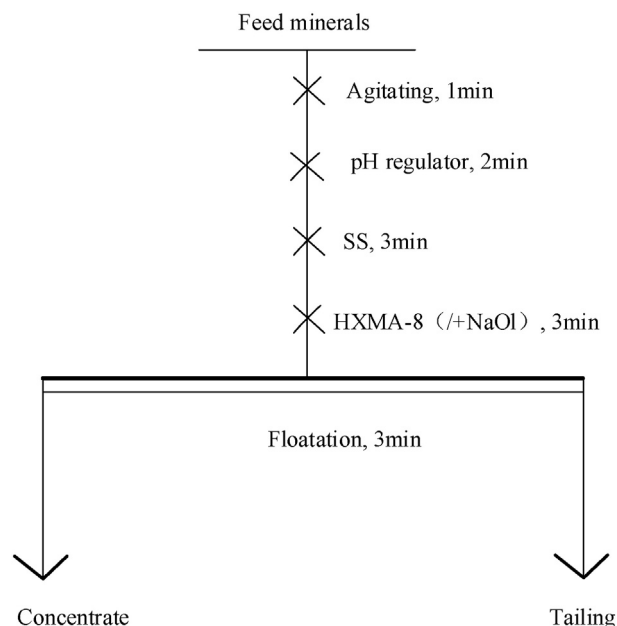 Feed minerals
Agitating, 1min
pH regulator, 2min
SS, 3min
HXMA-8（/+NaOl）, 3min
Floatation, 3min
Concentrate
Tailing